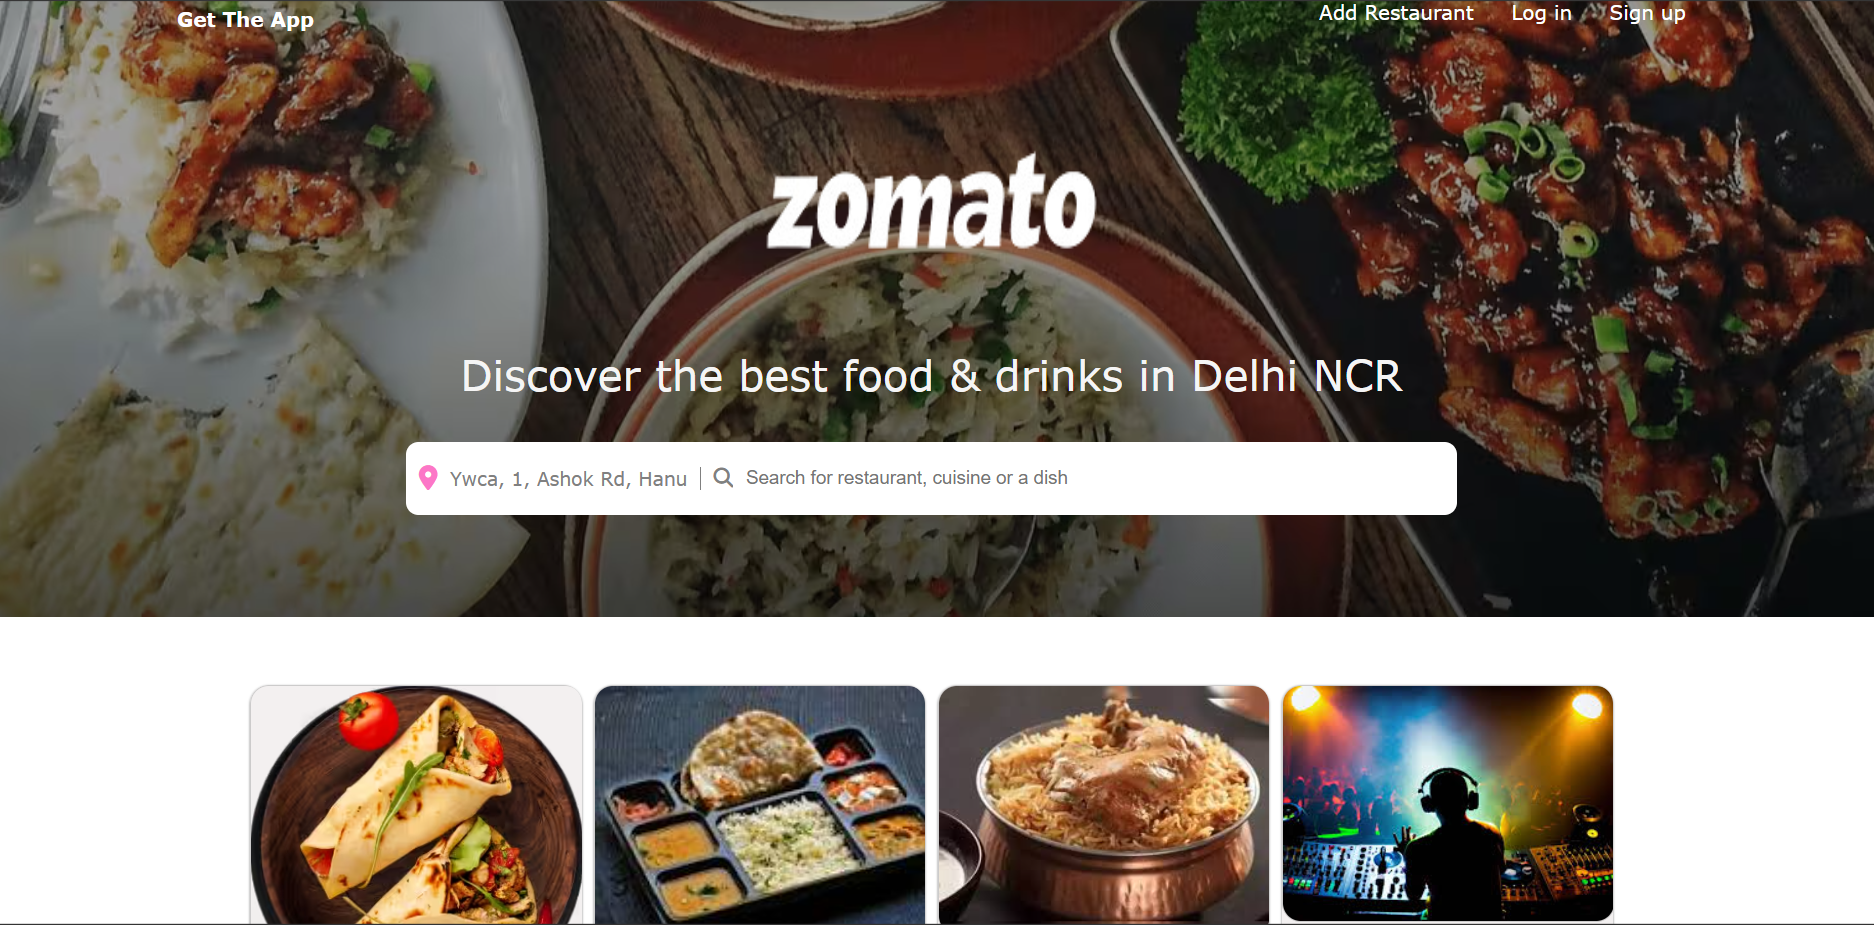 Get The App
Add Restaurant Log in Sign up
zomato
Discover the best food & drinks in Delhi NCR
Ywca, 1, Ashok Rd, Hanu
Search for restaurant, cuisine or a dish